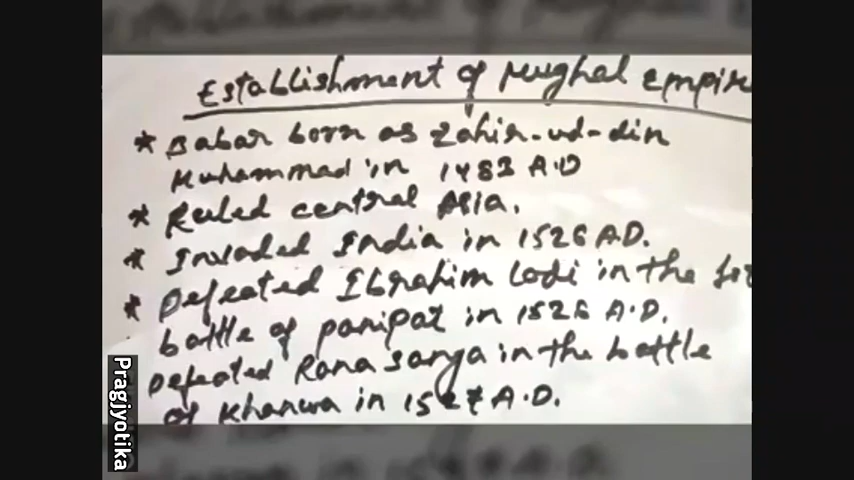 Establishment of Mughal Empire
* Babar born as Zahir-ud-din
Muhammad in 1483 A.D
* Ruled central Asia.
* Invaded India in 1526 A.D.
* Defeated Ibrahim Lodi in the
battle of panipat in 1526 A.D.
Defeated Rana Sanga in the battle
of Khanwa in 1527 A.D.
Pragjyotika